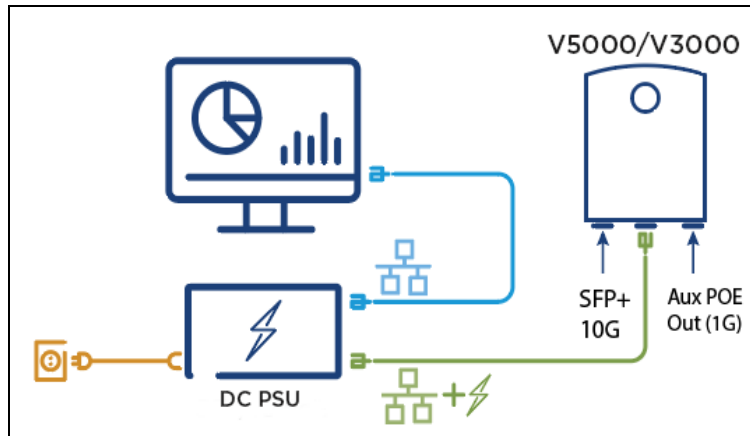 V5000/V3000
SFP+
10G
Aux POE
Out (1G)
DC PSU